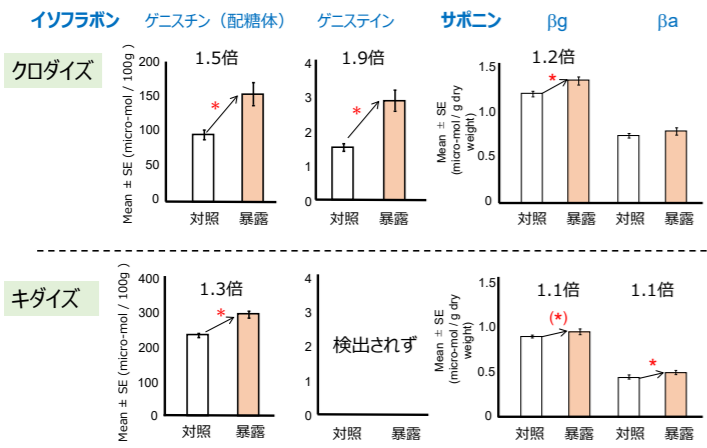 イソフラボン ゲニスチン（配糖体） ゲニステイン サポニン βg βa
クロダイズ
1.5倍
1.9倍
1.2倍
Mean ± SE (micro-mol / 100g )
200
150
100
50
0
*
対照 暴露
4
3
2
1
0
*
対照 暴露
Mean ± SE
(micro-mol / g dry
weight)
1.5
1.0
0.5
0
*
対照 暴露 対照 暴露
キダイズ
Mean ± SE (micro-mol / 100g )
400
300
200
100
0
1.3倍
*
対照 暴露
4
3
2
1
0
検出されず
対照 暴露
Mean ± SE
(micro-mol / g dry
weight)
1.5
1.0
0.5
0
1.1倍 1.1倍
(*)
*
対照 暴露 対照 暴露